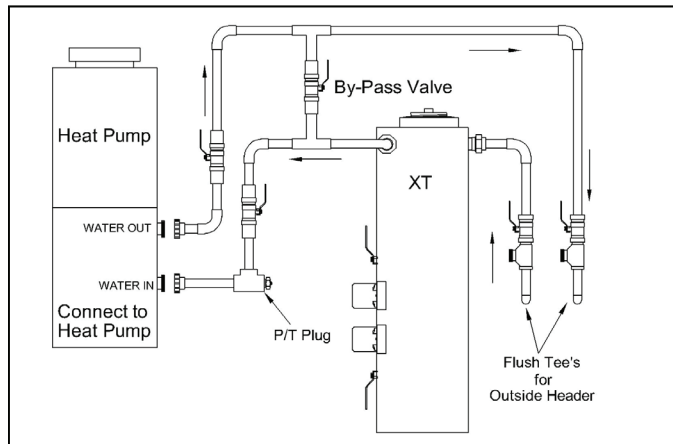 By-Pass Valve
Heat Pump
XT
WATER OUT
WATER IN
Connect to
Heat Pump
P/T Plug
Flush Tee's
for
Outside Header